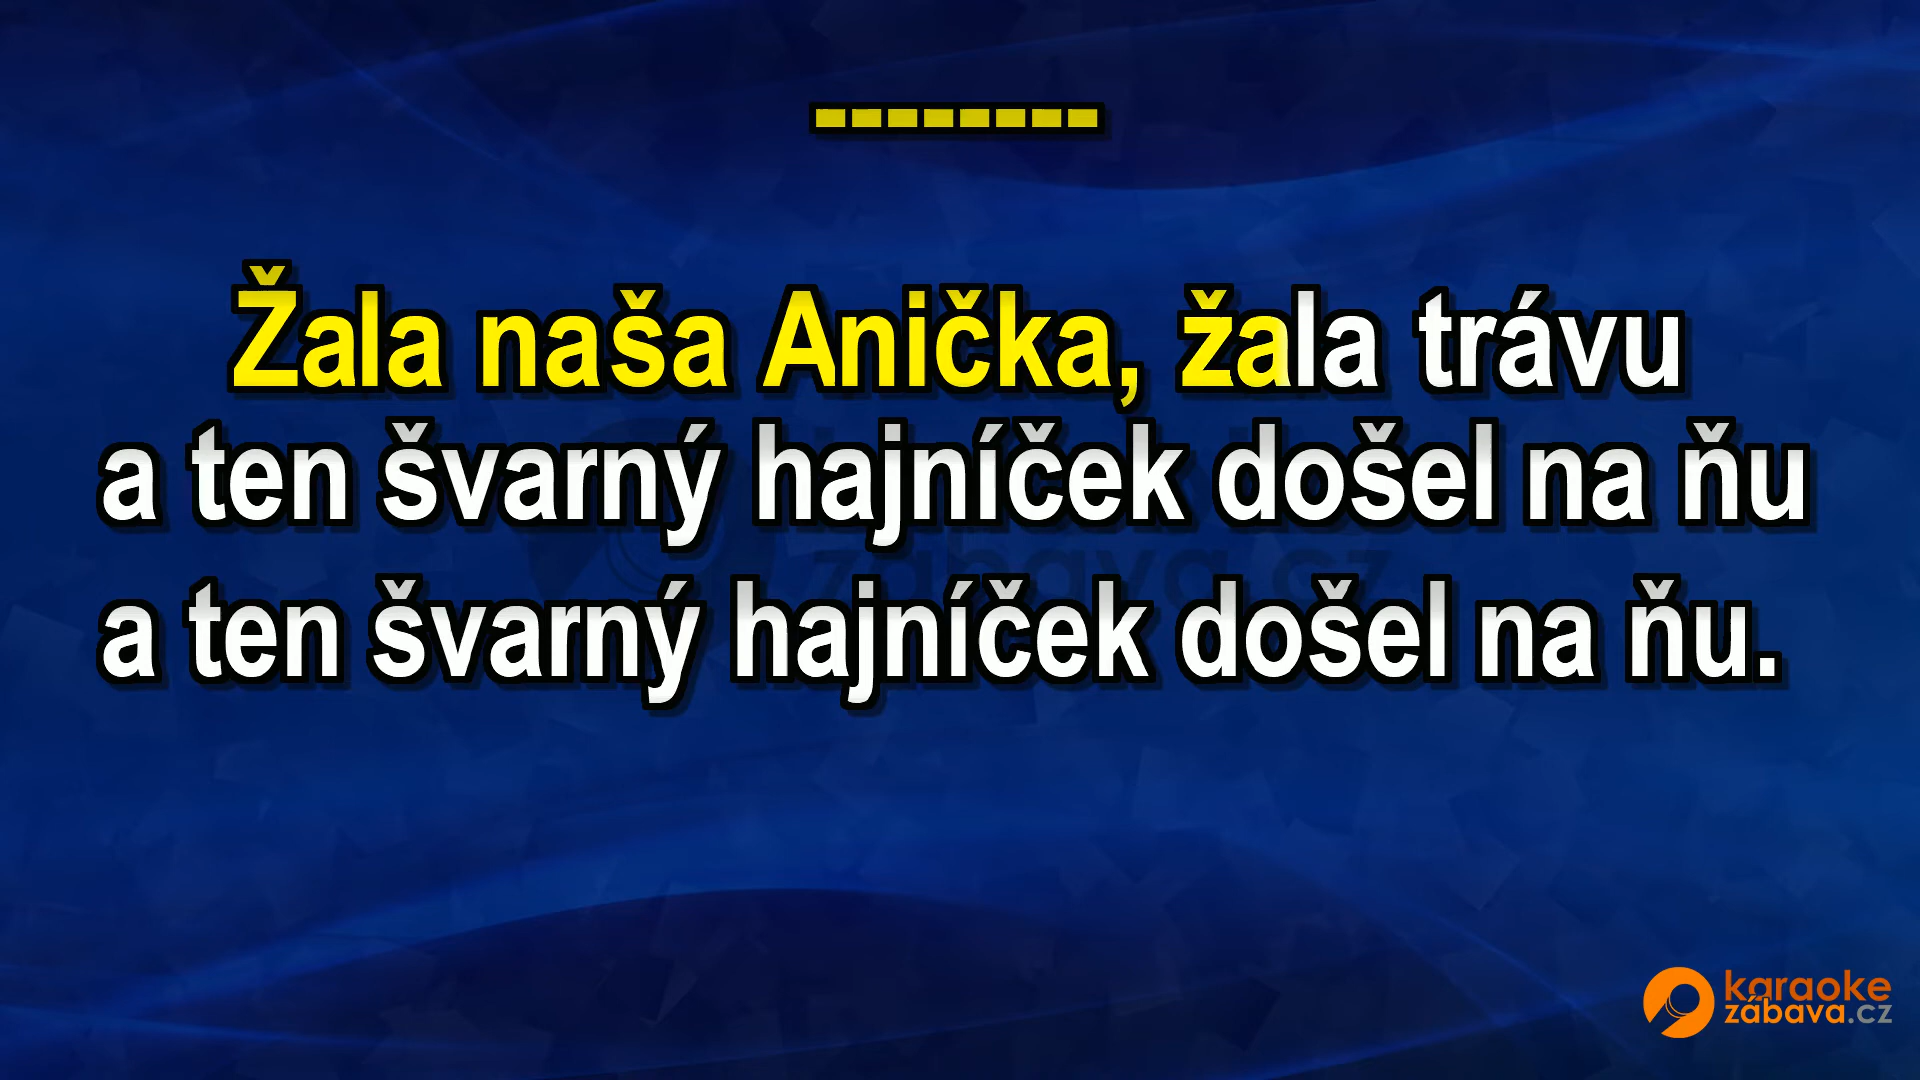 --------
Žala naša Anička, žala trávu
a ten švarný hajníček došel na ňu
a ten švarný hajníček došel na ňu.
karaoke
zábava.cz